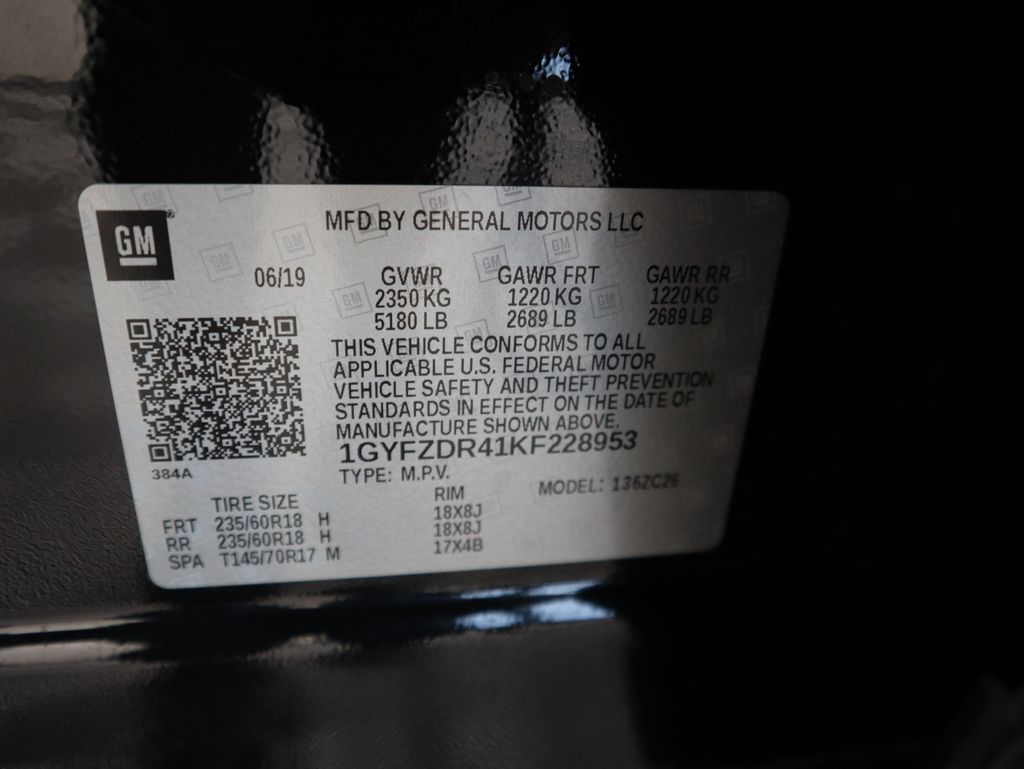 GM
MFD BY GENERAL MOTORS LLC
06/19
GVWR GAWR FRT GAWR RR
2350 KG 1220 KG 1220 KG
5180 LB 2689 LB 2689 LB
THIS VEHICLE CONFORMS TO ALL
APPLICABLE U.S. FEDERAL MOTOR
VEHICLE SAFETY AND THEFT PREVENTION
STANDARDS IN EFFECT ON THE DATE OF
MANUFACTURE SHOWN ABOVE.
1GYFZDR41KF228953
384A
TYPE: M.P.V.
MODEL: 136ZC26
TIRE SIZE RIM
FRT 235/60R18 H 18X8J
RR 235/60R18 H 18X8J
SPA T145/70R17 M 17X4B